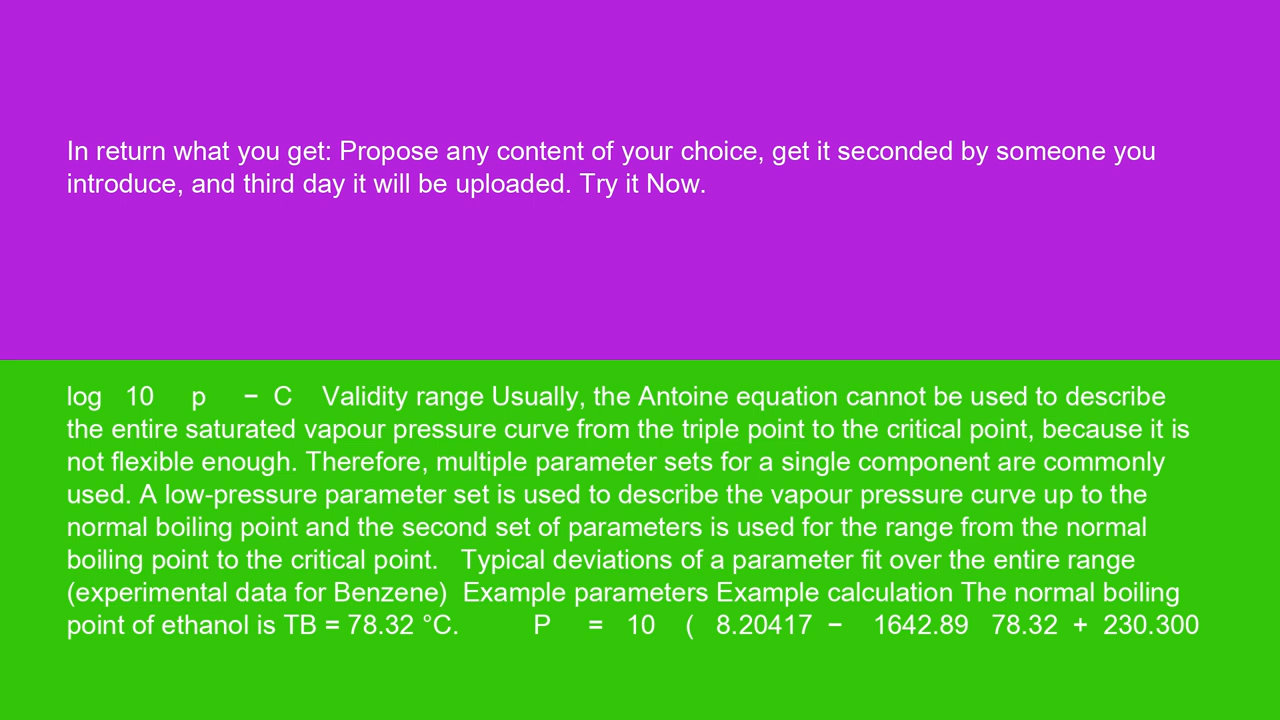 In return what you get: Propose any content of your choice, get it seconded by someone you
introduce, and third day it will be uploaded. Try it Now.
log 10 p − C Validity range Usually, the Antoine equation cannot be used to describe
the entire saturated vapour pressure curve from the triple point to the critical point, because it is
not flexible enough. Therefore, multiple parameter sets for a single component are commonly
used. A low-pressure parameter set is used to describe the vapour pressure curve up to the
normal boiling point and the second set of parameters is used for the range from the normal
boiling point to the critical point. Typical deviations of a parameter fit over the entire range
(experimental data for Benzene) Example parameters Example calculation The normal boiling
point of ethanol is TB = 78.32 °C. P = 10 ( 8.20417 − 1642.89 78.32 + 230.300